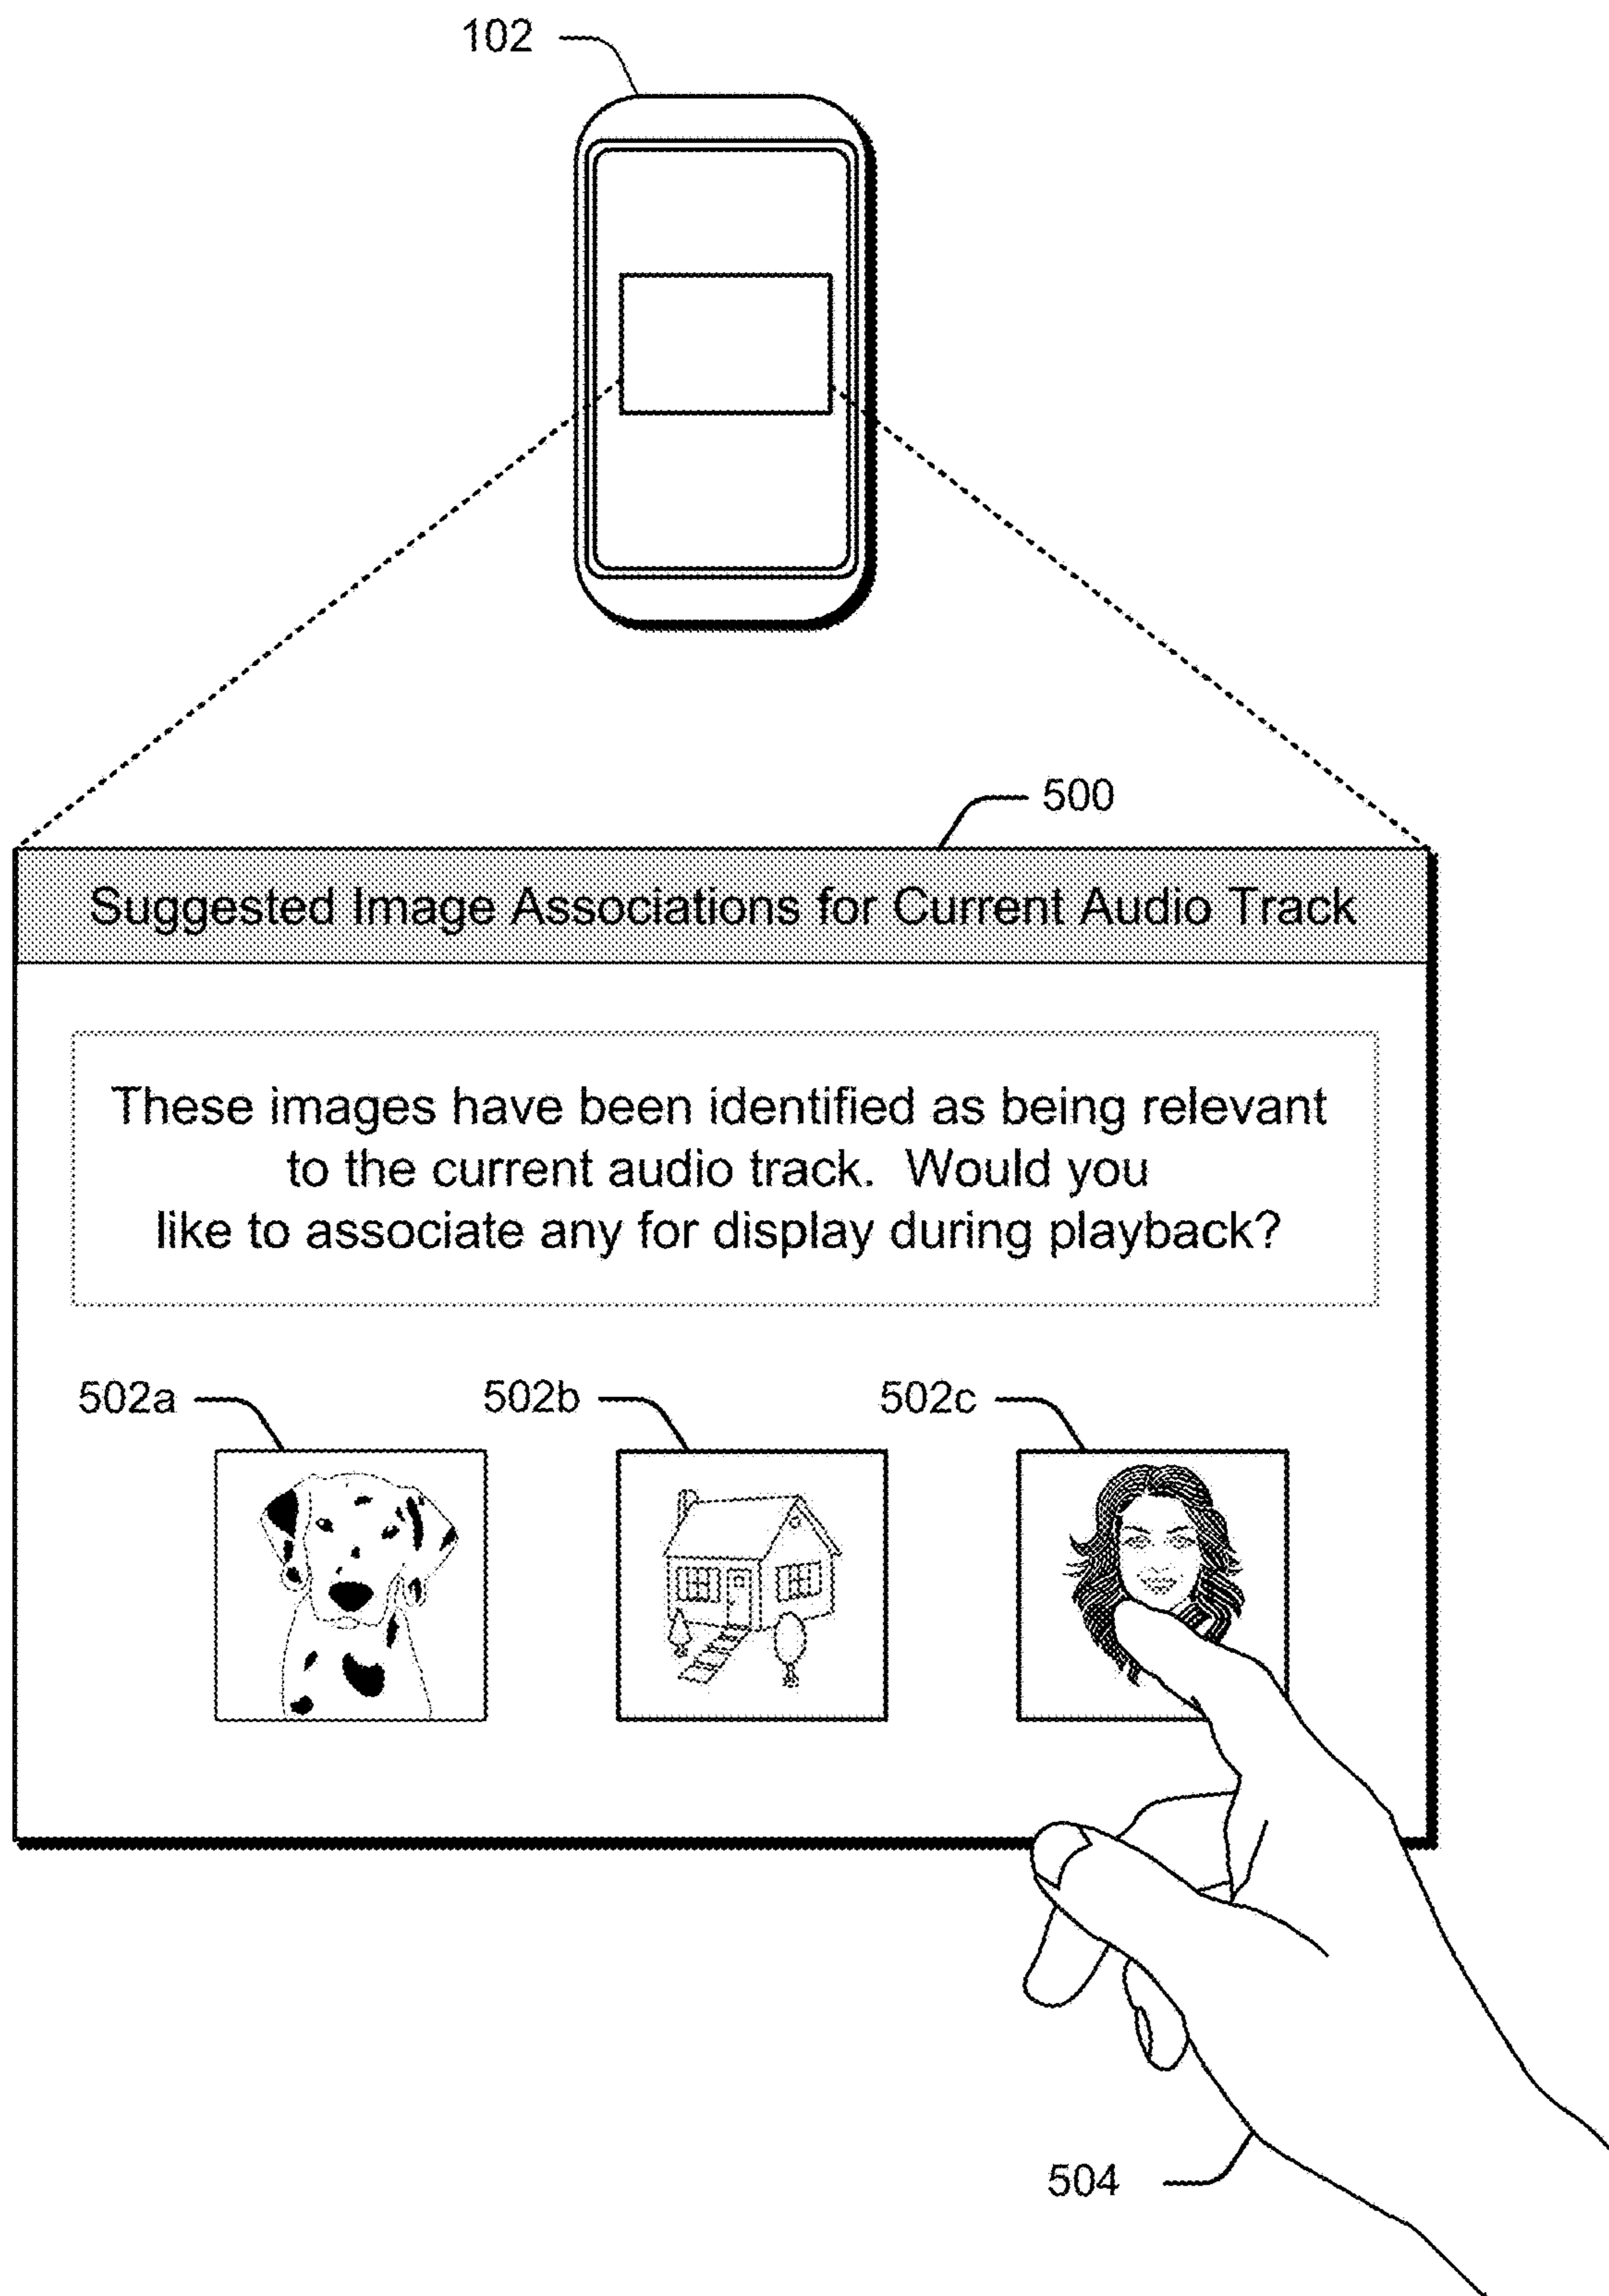 102
500
Suggested Image Associations for Current Audio Track
These images have been identified as being relevant
to the current audio track.  Would you
like to associate any for display during playback?
502a
502b
502c
504